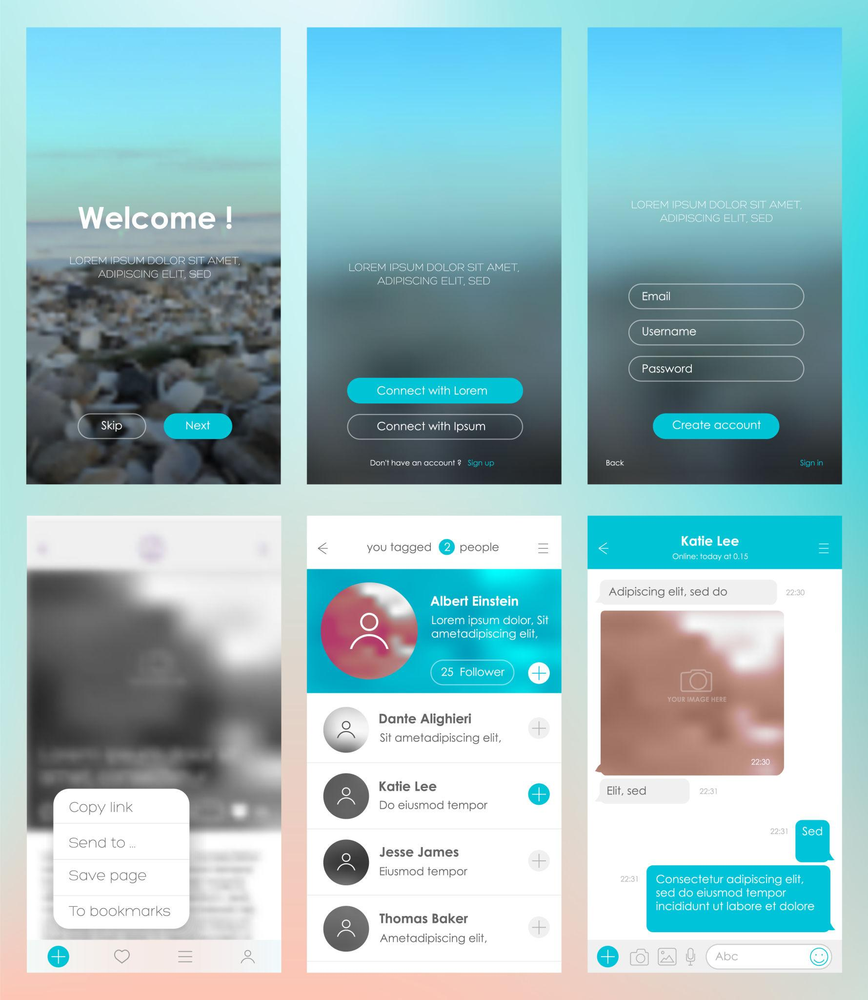 Welcome !
LOREM IPSUM DOLOR SIT AMET,
ADIPISCING ELIT, SED
Skip
Next
LOREM IPSUM DOLOR SIT AMET,
ADIPISCING ELIT, SED
Connect with Lorem
Connect with Ipsum
Don't have an account ? Sign up
LOREM IPSUM DOLOR SIT AMET,
ADIPISCING ELIT, SED
Email
Username
Password
Create account
Back
Sign in
Copy link
Send to ...
Save page
To bookmarks
you tagged 2 people
Albert Einstein
Lorem ipsum dolor, Sit
ametadipiscing elit,
25 Follower
Dante Alighieri
Sit ametadipiscing elit,
Katie Lee
Do eiusmod tempor
Jesse James
Eiusmod tempor
Thomas Baker
Ametadipiscing elit,
Katie Lee
Online: today at 0.15
Adipiscing elit, sed do
22:30
YOUR IMAGE HERE
22:30
Elit, sed
22:31
22:31
Sed
22:31
Consectetur adipiscing elit,
sed do eiusmod tempor
incididunt ut labore et dolore
Abc